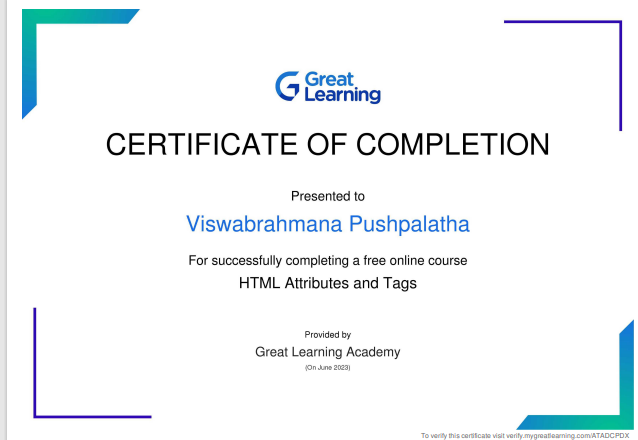 Great
Learning
CERTIFICATE OF COMPLETION
Presented to
Viswabrahmana Pushpalatha
For successfully completing a free online course
HTML Attributes and Tags
Provided by
Great Learning Academy
(On June 2023)
To verify this certificate visit verify.mygreatlearning.com/ATADCPDX